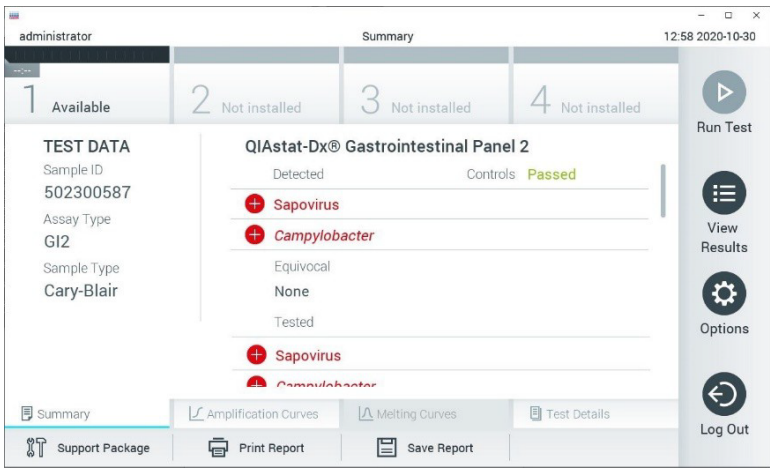 administrator
Summary
12:58 2020-10-30
--:--
1 Available
2 Not installed
3 Not installed
4 Not installed
Run Test
TEST DATA
Sample ID
502300587
Assay Type
GI2
Sample Type
Cary-Blair
QIAstat-Dx® Gastrointestinal Panel 2
Detected
Controls Passed
Sapovirus
Campylobacter
Equivocal
None
Tested
Sapovirus
Campylobacter
View
Results
Options
Log Out
Summary
Amplification Curves
Melting Curves
Test Details
Support Package
Print Report
Save Report